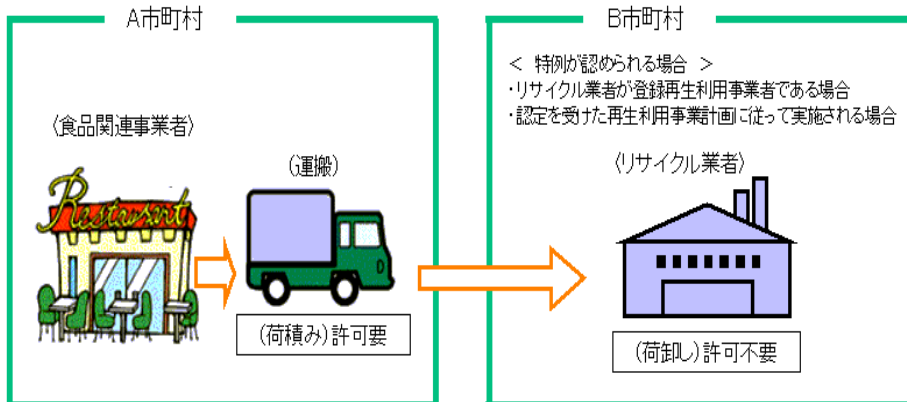 A市町村
〈食品関連事業者〉
Restaurant
(運搬)
(荷積み)許可要
B市町村
＜ 特例が認められる場合 ＞
・リサイクル業者が登録再生利用事業者である場合
・認定を受けた再生利用事業計画に従って実施される場合
〈リサイクル業者〉
(荷卸し)許可不要